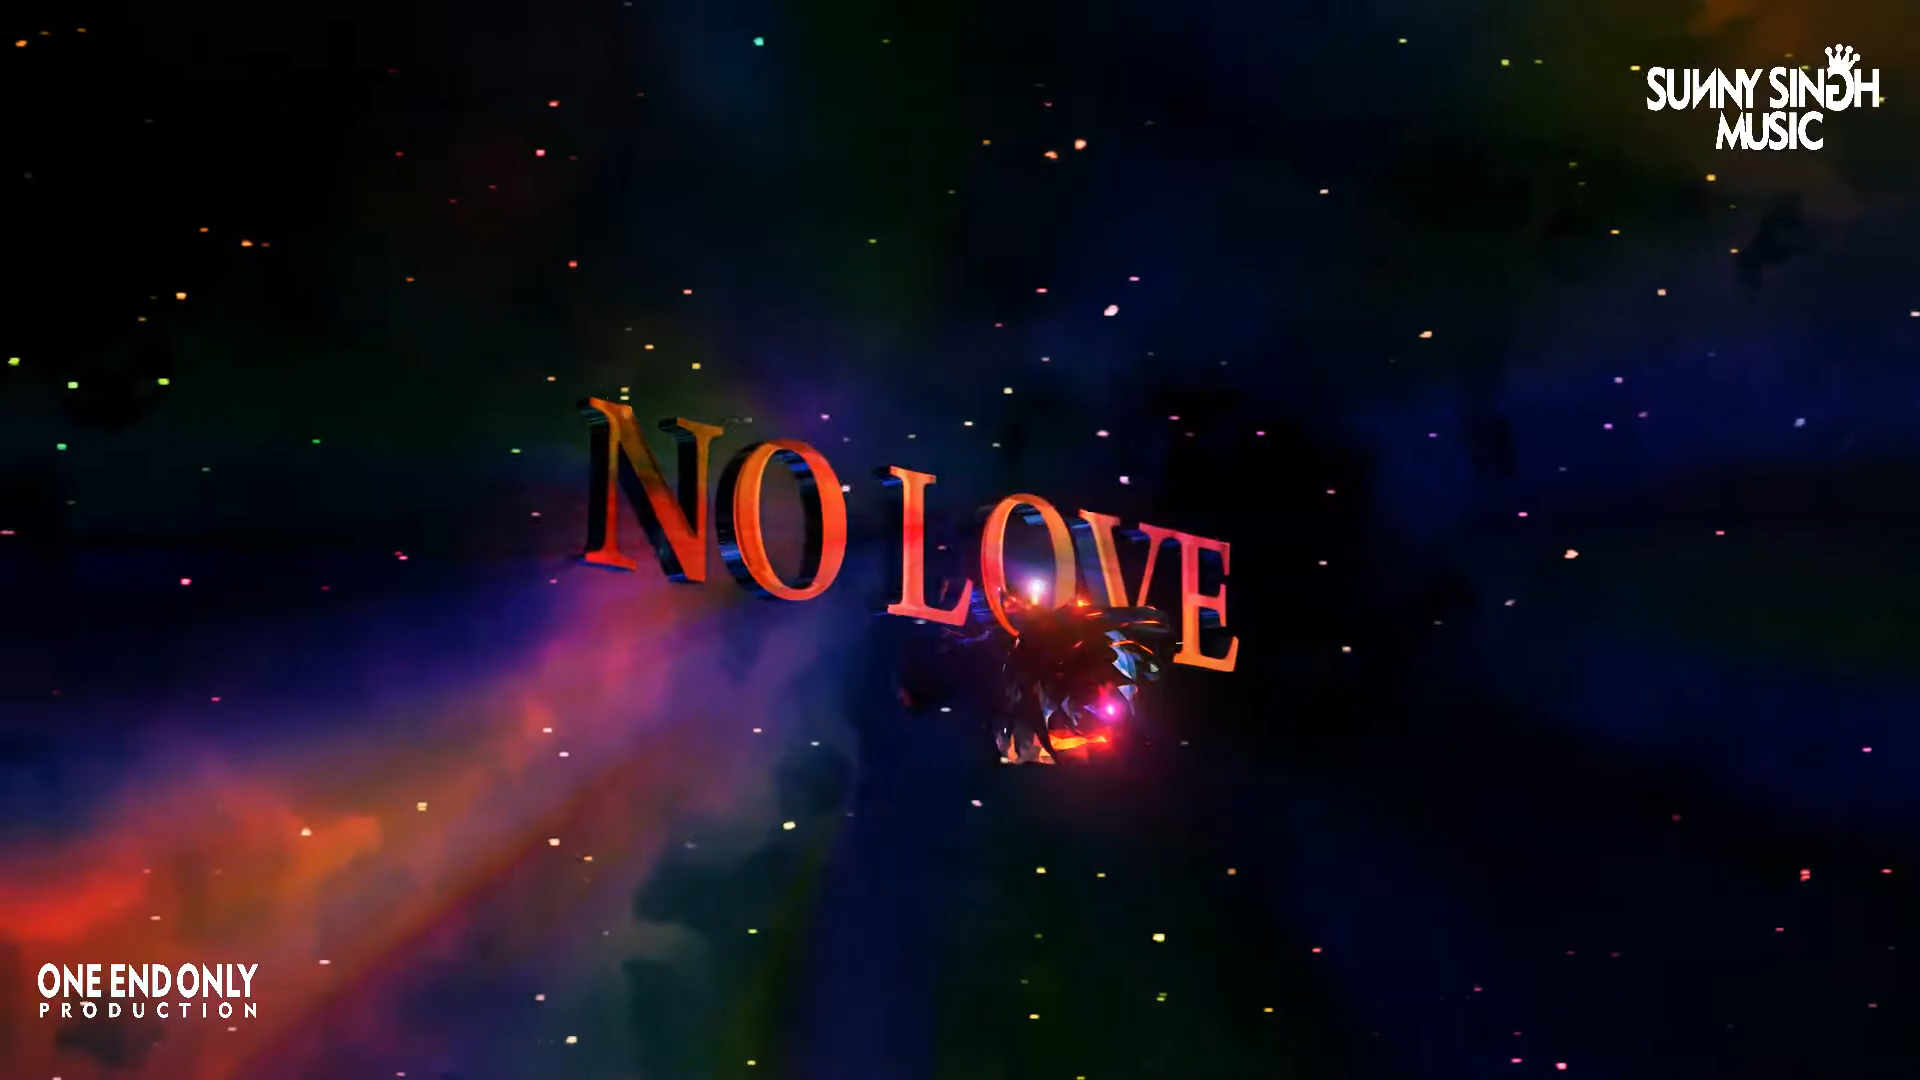 SUNNY SINGH
MUSIC
NO LOVE
ONE END ONLY
PRODUCTION